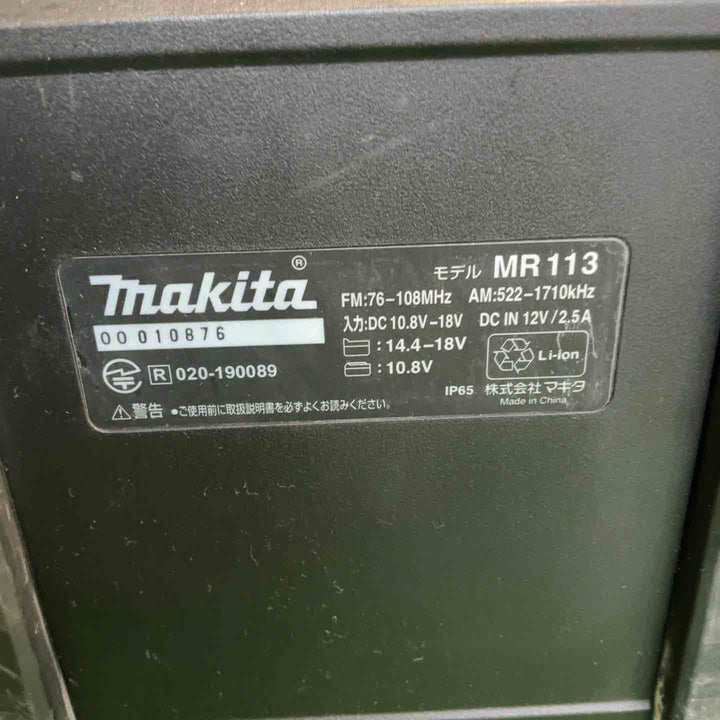 makita®
モデル MR113
00 010876
FM:76-108MHz AM:522-1710kHz
入力:DC10.8V-18V DC IN 12V/2.5A
:14.4-18V
:10.8V
Li-ion
R 020-190089
IP65 株式会社マキタ
Made in China
警告 •ご使用前に取扱説明書を必ずよくお読みください。